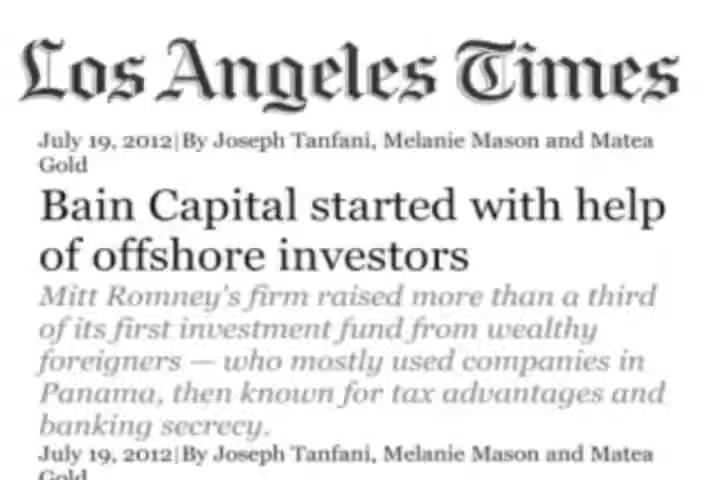 Los Angeles Times
July 19, 2012|By Joseph Tanfani, Melanie Mason and Matea
Gold
Bain Capital started with help
of offshore investors
Mitt Romney's firm raised more than a third
of its first investment fund from wealthy
foreigners — who mostly used companies in
Panama, then known for tax advantages and
banking secrecy.
July 19, 2012|By Joseph Tanfani, Melanie Mason and Matea
Gold